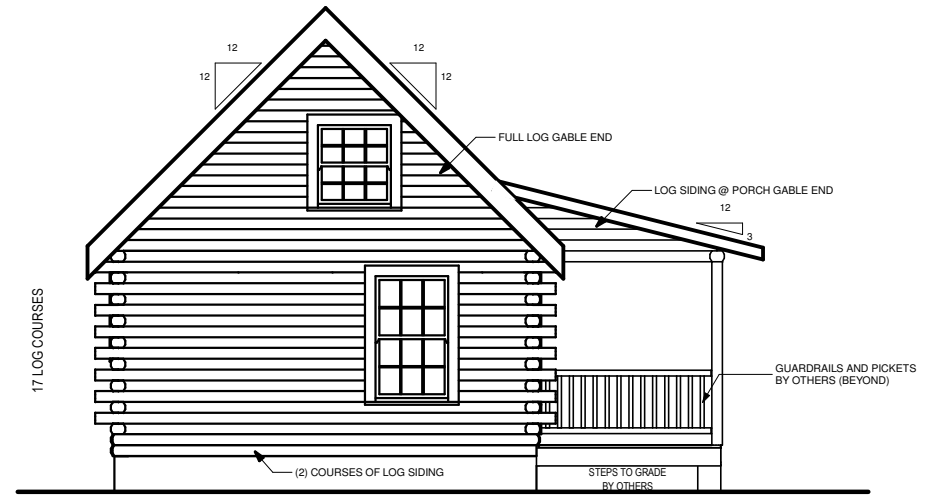 12
12
12
12
FULL LOG GABLE END
LOG SIDING @ PORCH GABLE END
12
3
17 LOG COURSES
GUARDRAILS AND PICKETS
BY OTHERS (BEYOND)
(2) COURSES OF LOG SIDING
STEPS TO GRADE
BY OTHERS